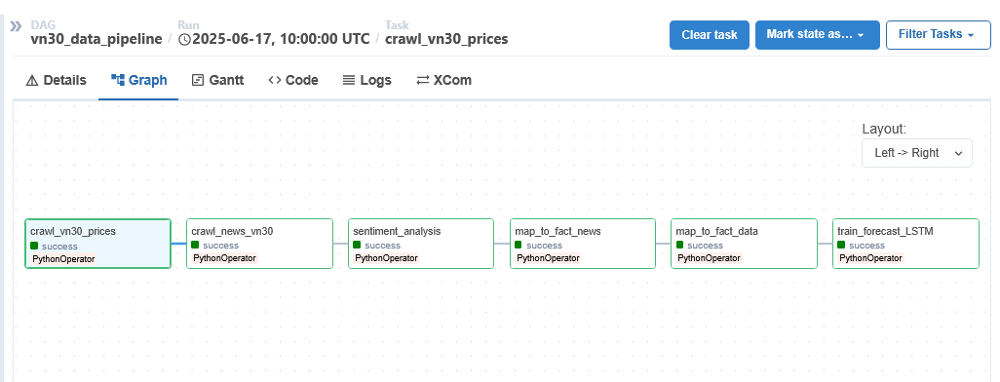 DAG
vn30_data_pipeline
/
Run
2025-06-17, 10:00:00 UTC
/
Task
crawl_vn30_prices
Clear task
Mark state as...
Filter Tasks
Details
Graph
Gantt
Code
Logs
XCom
Layout:
Left -> Right
crawl_vn30_prices
success
PythonOperator
crawl_news_vn30
success
PythonOperator
sentiment_analysis
success
PythonOperator
map_to_fact_news
success
PythonOperator
map_to_fact_data
success
PythonOperator
train_forecast_LSTM
success
PythonOperator